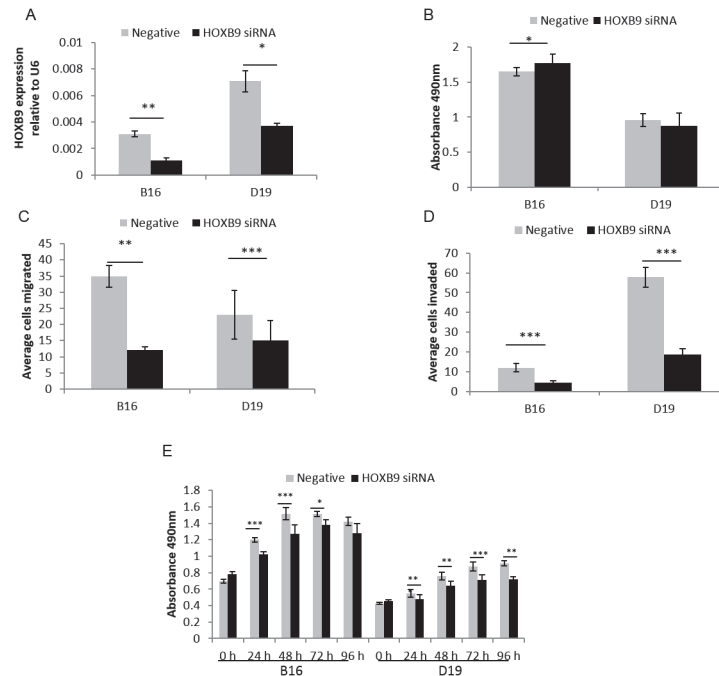 A
Negative HOXB9 siRNA
HOXB9 expression
relative to U6
0.01
0.008
0.006
0.004
0.002
0
**
*
B16 D19
B
Negative HOXB9 siRNA
Absorbance 490nm
2
1.5
1
0.5
0
*
B16 D19
C
Negative HOXB9 siRNA
Average cells migrated
45
40
35
30
25
20
15
10
5
0
**
***
B16 D19
D
Negative HOXB9 siRNA
Average cells invaded
70
60
50
40
30
20
10
0
***
***
B16 D19
E
Negative HOXB9 siRNA
Absorbance 490nm
1.8
1.6
1.4
1.2
1
0.8
0.6
0.4
0.2
0
***
***
*
**
**
***
**
0 h 24 h 48 h 72 h 96 h 0 h 24 h 48 h 72 h 96 h
B16 D19